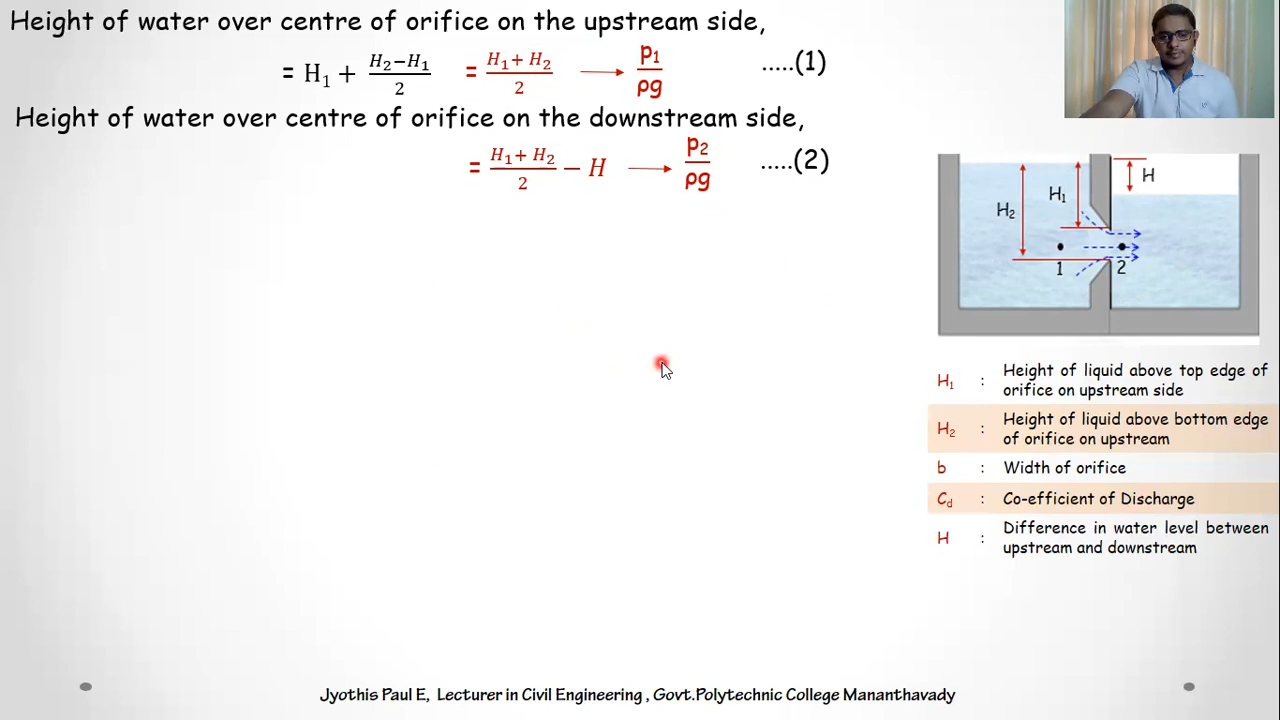 Height of water over centre of orifice on the upstream side,
= H₁ + (H₂−H₁)/2 = (H₁+ H₂)/2 → p₁/ρg .....(1)
Height of water over centre of orifice on the downstream side,
= (H₁+ H₂)/2 − H → p₂/ρg .....(2)
H₂
H₁
H
1
2
H₁ : Height of liquid above top edge of
orifice on upstream side
H₂ : Height of liquid above bottom edge
of orifice on upstream
b : Width of orifice
C_d : Co-efficient of Discharge
H : Difference in water level between
upstream and downstream
Jyothis Paul E, Lecturer in Civil Engineering , Govt.Polytechnic College Mananthavady